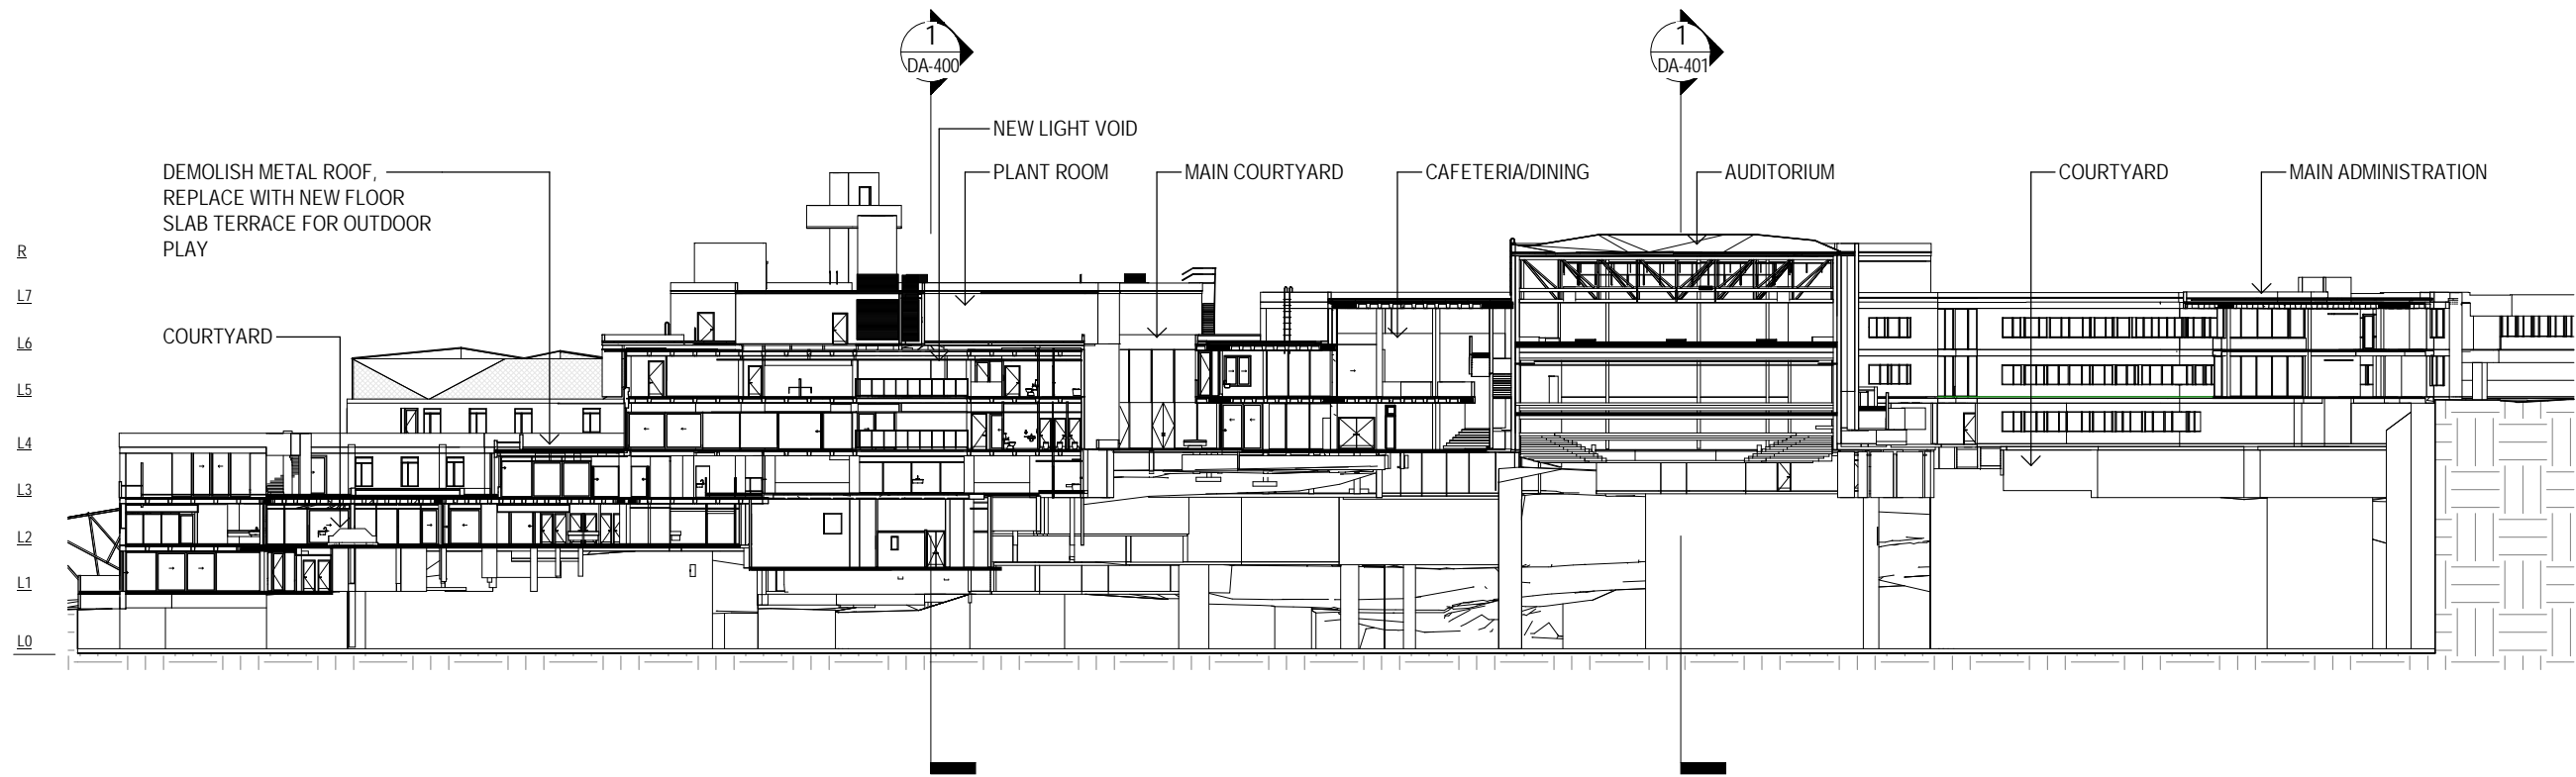 1
DA-400
1
DA-401
NEW LIGHT VOID
DEMOLISH METAL ROOF,
REPLACE WITH NEW FLOOR
SLAB TERRACE FOR OUTDOOR
PLAY
PLANT ROOM
MAIN COURTYARD
CAFETERIA/DINING
AUDITORIUM
COURTYARD
MAIN ADMINISTRATION
COURTYARD
R
L7
L6
L5
L4
L3
L2
L1
L0